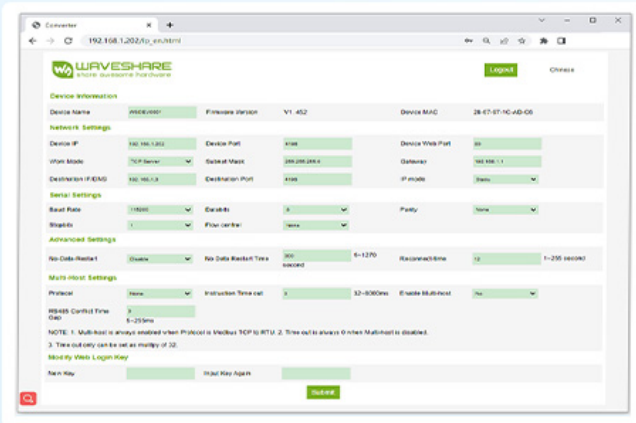 Converter
192.168.1.202/ip_en.html
WAVESHARE
share awesome hardware
Logout
Chinese
Device Information
Device Name
Firmware Version V1.452
Device MAC
Network Settings
Device IP 192.168.1.202 Device Port 4196 Device Web Port 80
Work Mode TCP Server Subnet Mask 255.255.255.0 Gateway 192.168.1.1
Destination IP/DNS 192.168.1.3 Destination Port 4196 IP mode Static
Serial Settings
Baud Rate 115200 Databits 8 Parity None
Stopbits 1 Flow control None
Advanced Settings
No-Data-Restart Disable No Data Restart Time 300 5~1270 second Reconnect time 12 1~255 second
Multi-Host Settings
Protocol None Instruction Time out 32~8000ms Enable Multi-host No
RS485 Conflict Time Gap
NOTE: 1. Multi-host is always enabled when Protocol is Modbus TCP to RTU. 2. Time out is always 0 when Multi-host is disabled.
3. Time out only can be set as multiply of 32.
Modify Web Login Key
New Key Input Key Again
Submit